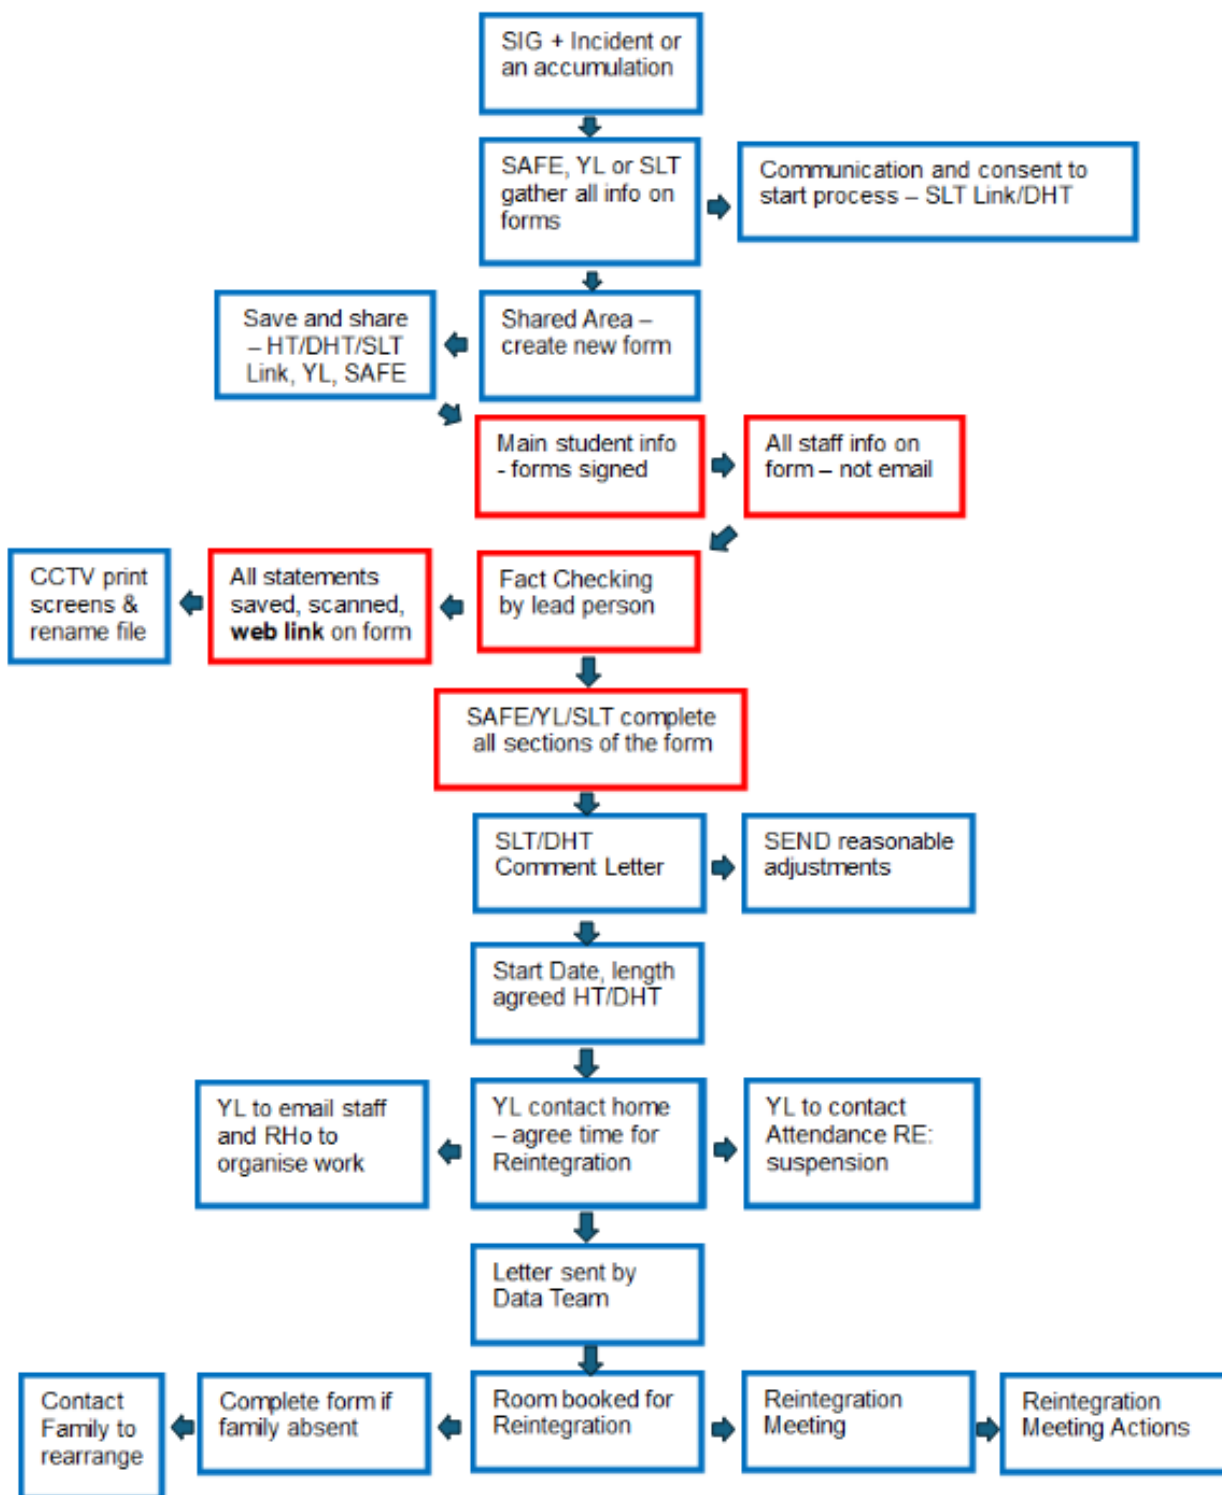 SIG + Incident or
an accumulation
SAFE, YL or SLT
gather all info on
forms
Communication and consent to
start process – SLT Link/DHT
Save and share
– HT/DHT/SLT
Link, YL, SAFE
Shared Area –
create new form
Main student info
- forms signed
All staff info on
form – not email
CCTV print
screens &
rename file
All statements
saved, scanned,
web link on form
Fact Checking
by lead person
SAFE/YL/SLT complete
all sections of the form
SLT/DHT
Comment Letter
SEND reasonable
adjustments
Start Date, length
agreed HT/DHT
YL to email staff
and RHo to
organise work
YL contact home
– agree time for
Reintegration
YL to contact
Attendance RE:
suspension
Letter sent by
Data Team
Contact
Family to
rearrange
Complete form if
family absent
Room booked for
Reintegration
Reintegration
Meeting
Reintegration
Meeting Actions